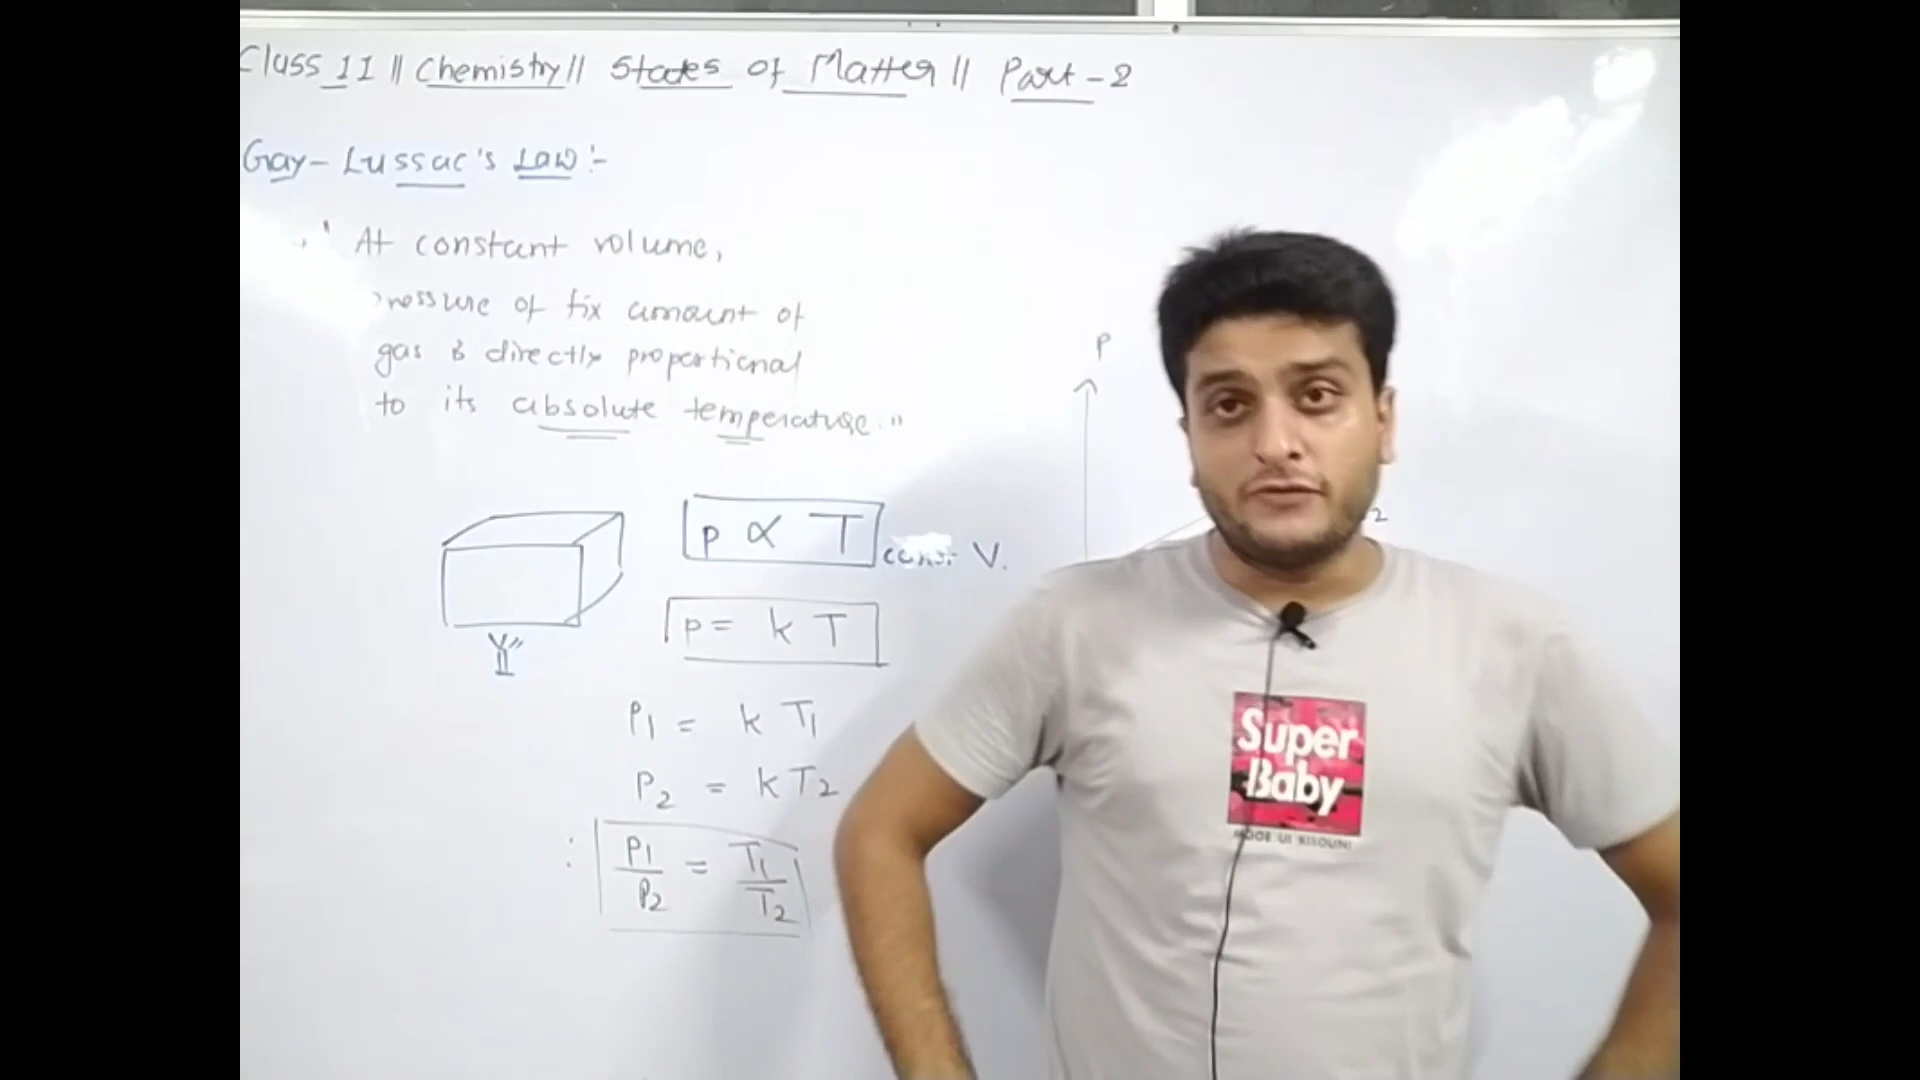 Class 11 || Chemistry || States of Matter || Part-2
Gay-Lussac's Law:-
"At constant volume,
pressure of fix amount of
gas is directly proportional
to its absolute temperature."
P
p ∝ T const V.
2
p = k T
P1 = k T1
P2 = k T2
∴ P1/P2 = T1/T2
Super
Baby